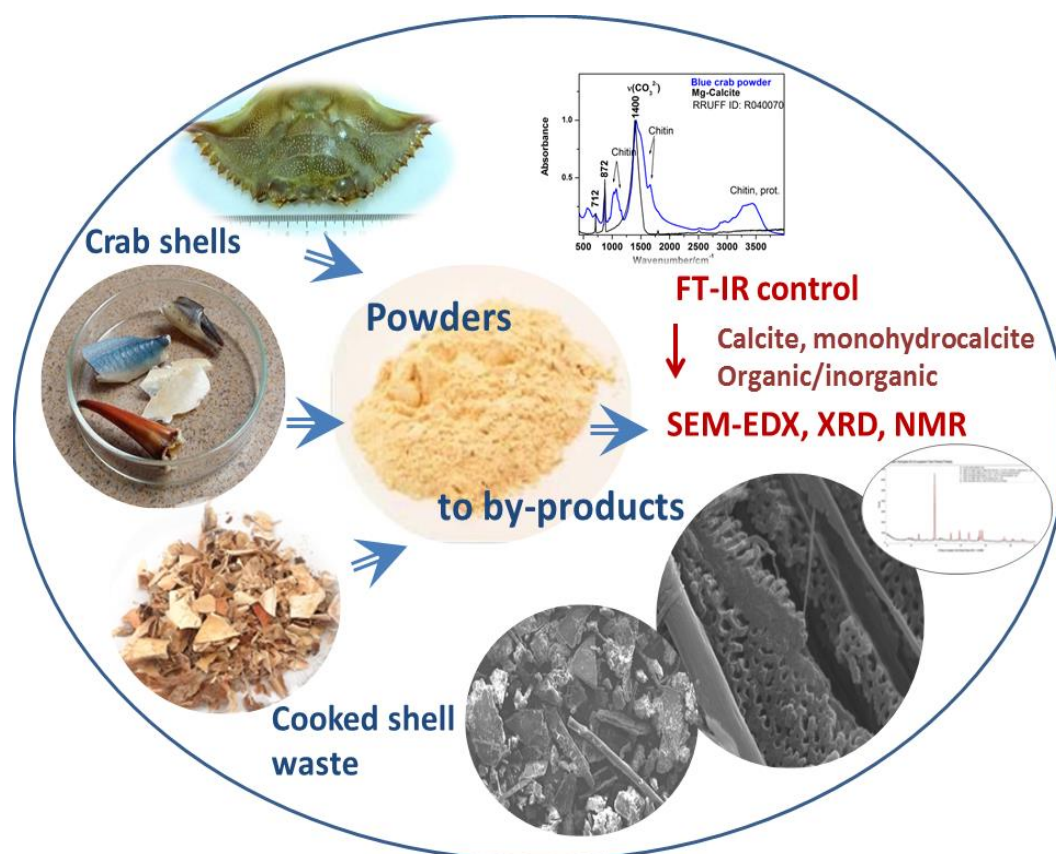 Blue crab powder
Mg-Calcite
RRUFF ID: R040070
ν(CO₃²⁻)
1400
Chitin
Chitin
872
712
Chitin, prot.
1.0
0.5
Absorbance
500 1000 1500 2000 2500 3000 3500
Wavenumber/cm⁻¹
Crab shells
Powders
FT-IR control
Calcite, monohydrocalcite
Organic/inorganic
SEM-EDX, XRD, NMR
to by-products
Cooked shell
waste